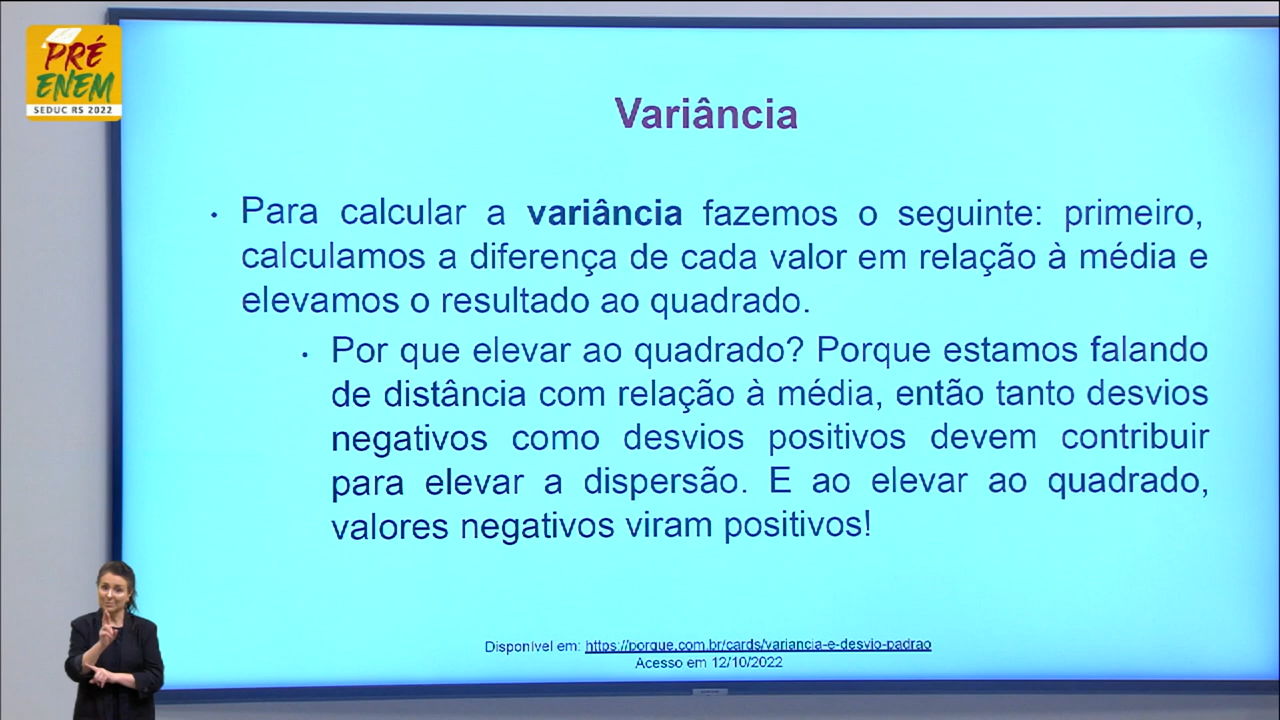 PRÉ
ENEM
SEDUC RS 2022
Variância
• Para calcular a variância fazemos o seguinte: primeiro,
calculamos a diferença de cada valor em relação à média e
elevamos o resultado ao quadrado.
• Por que elevar ao quadrado? Porque estamos falando
de distância com relação à média, então tanto desvios
negativos como desvios positivos devem contribuir
para elevar a dispersão. E ao elevar ao quadrado,
valores negativos viram positivos!
Disponível em: https://porque.com.br/cards/variancia-e-desvio-padrao
Acesso em 12/10/2022